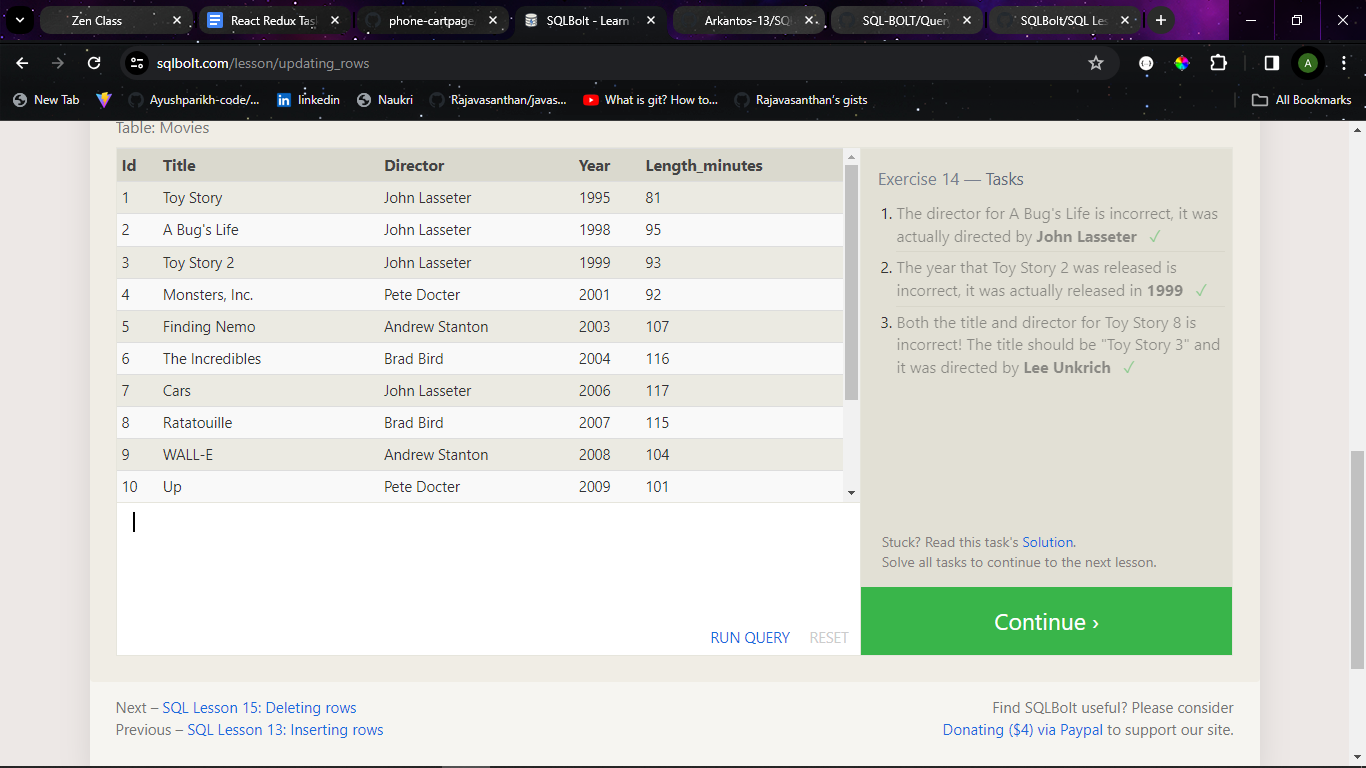 Zen Class
React Redux Tas
phone-cartpage
SQLBolt - Learn
Arkantos-13/SQ
SQL-BOLT/Query
SQLBolt/SQL Les
sqlbolt.com/lesson/updating_rows
A
New Tab
Ayushparikh-code/...
linkedin
Naukri
Rajavasanthan/javas...
What is git? How to...
Rajavasanthan's gists
All Bookmarks
Table: Movies
Id Title Director Year Length_minutes
1 Toy Story John Lasseter 1995 81
2 A Bug's Life John Lasseter 1998 95
3 Toy Story 2 John Lasseter 1999 93
4 Monsters, Inc. Pete Docter 2001 92
5 Finding Nemo Andrew Stanton 2003 107
6 The Incredibles Brad Bird 2004 116
7 Cars John Lasseter 2006 117
8 Ratatouille Brad Bird 2007 115
9 WALL-E Andrew Stanton 2008 104
10 Up Pete Docter 2009 101
RUN QUERY RESET
Exercise 14 — Tasks
1. The director for A Bug's Life is incorrect, it was
actually directed by John Lasseter ✓
2. The year that Toy Story 2 was released is
incorrect, it was actually released in 1999 ✓
3. Both the title and director for Toy Story 8 is
incorrect! The title should be "Toy Story 3" and
it was directed by Lee Unkrich ✓
Stuck? Read this task's Solution.
Solve all tasks to continue to the next lesson.
Continue ›
Next – SQL Lesson 15: Deleting rows
Previous – SQL Lesson 13: Inserting rows
Find SQLBolt useful? Please consider
Donating ($4) via Paypal to support our site.